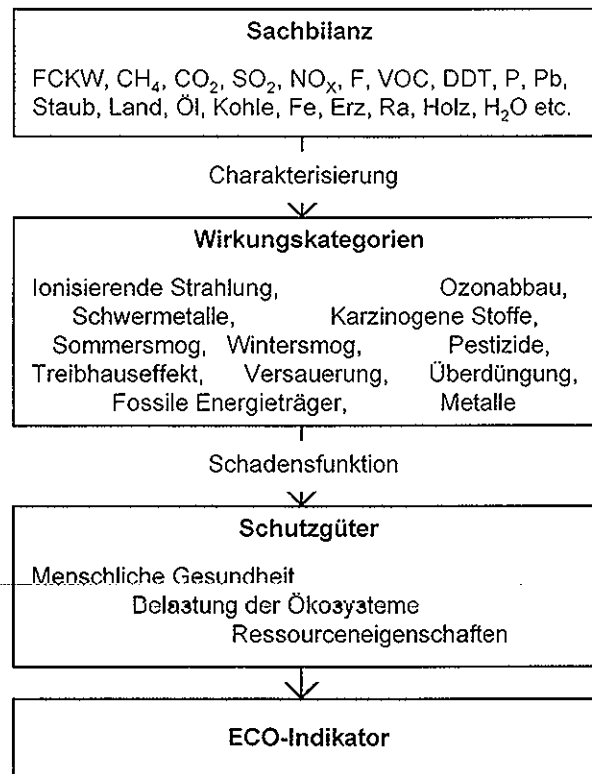 Sachbilanz
FCKW, CH₄, CO₂, SO₂, NOₓ, F, VOC, DDT, P, Pb,
Staub, Land, Öl, Kohle, Fe, Erz, Ra, Holz, H₂O etc.
Charakterisierung
Wirkungskategorien
Ionisierende Strahlung, Ozonabbau,
Schwermetalle, Karzinogene Stoffe,
Sommersmog, Wintersmog, Pestizide,
Treibhauseffekt, Versauerung, Überdüngung,
Fossile Energieträger, Metalle
Schadensfunktion
Schutzgüter
Menschliche Gesundheit
Belastung der Ökosysteme
Ressourceneigenschaften
ECO-Indikator